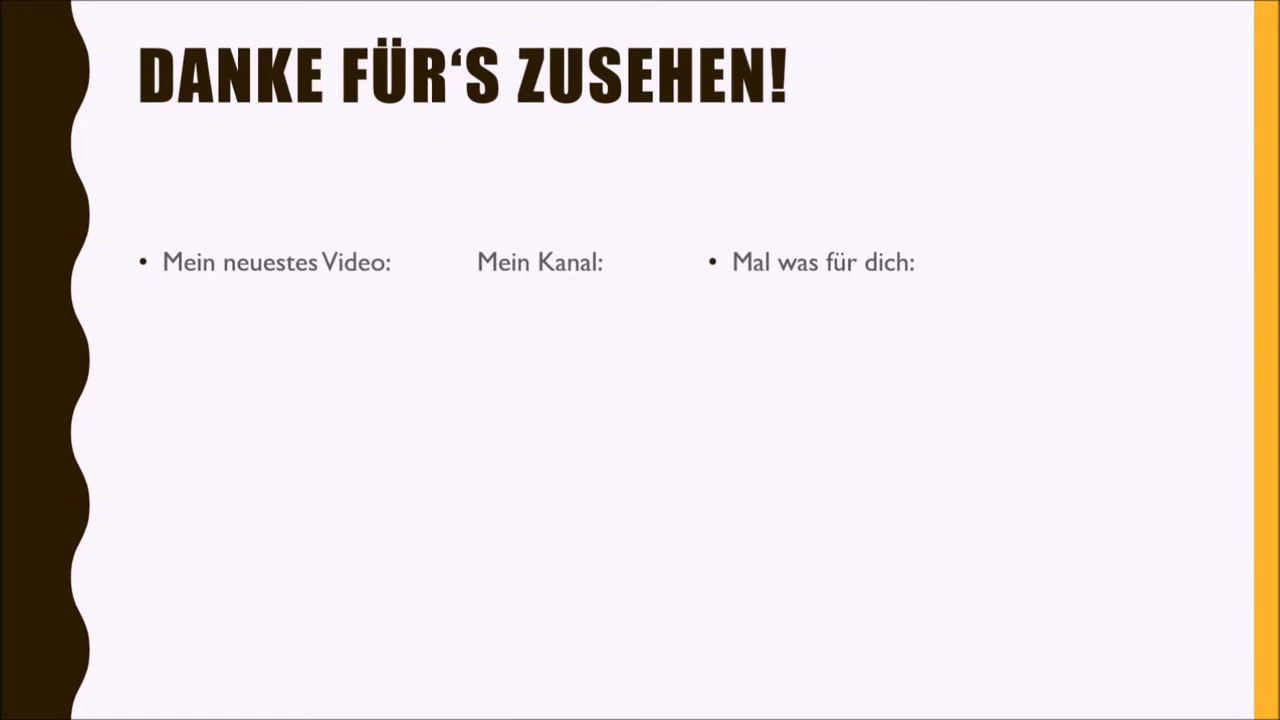 DANKE FÜR‘S ZUSEHEN!
• Mein neuestes Video: Mein Kanal: • Mal was für dich: